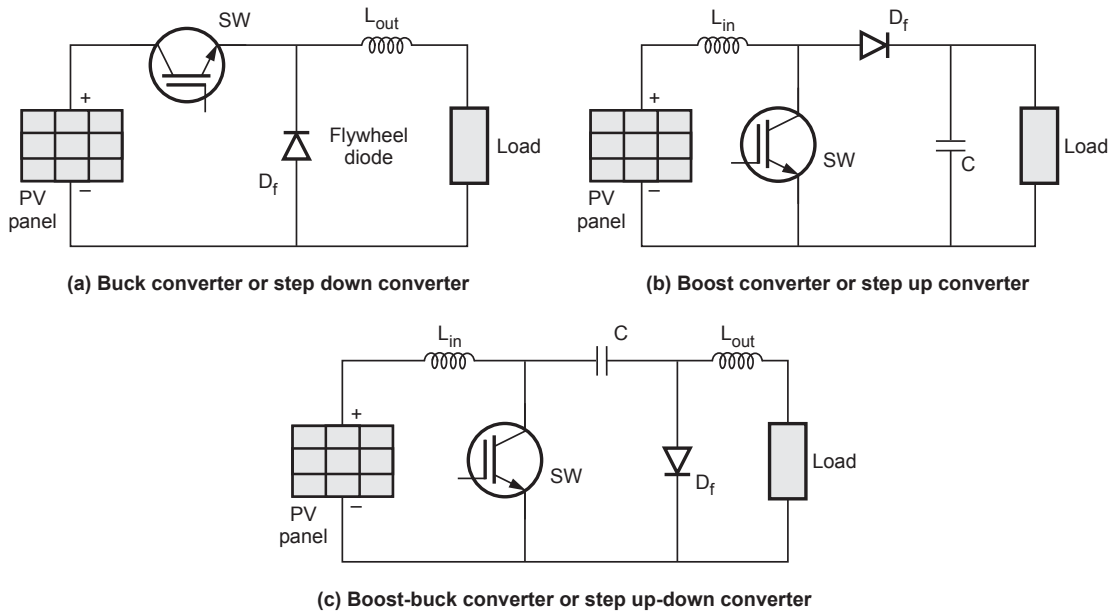 SW
L_out
+
Flywheel
diode
D_f
Load
–
PV
panel
(a) Buck converter or step down converter
L_in
D_f
+
SW
C
Load
–
PV
panel
(b) Boost converter or step up converter
L_in
C
L_out
+
SW
D_f
Load
–
PV
panel
(c) Boost-buck converter or step up-down converter